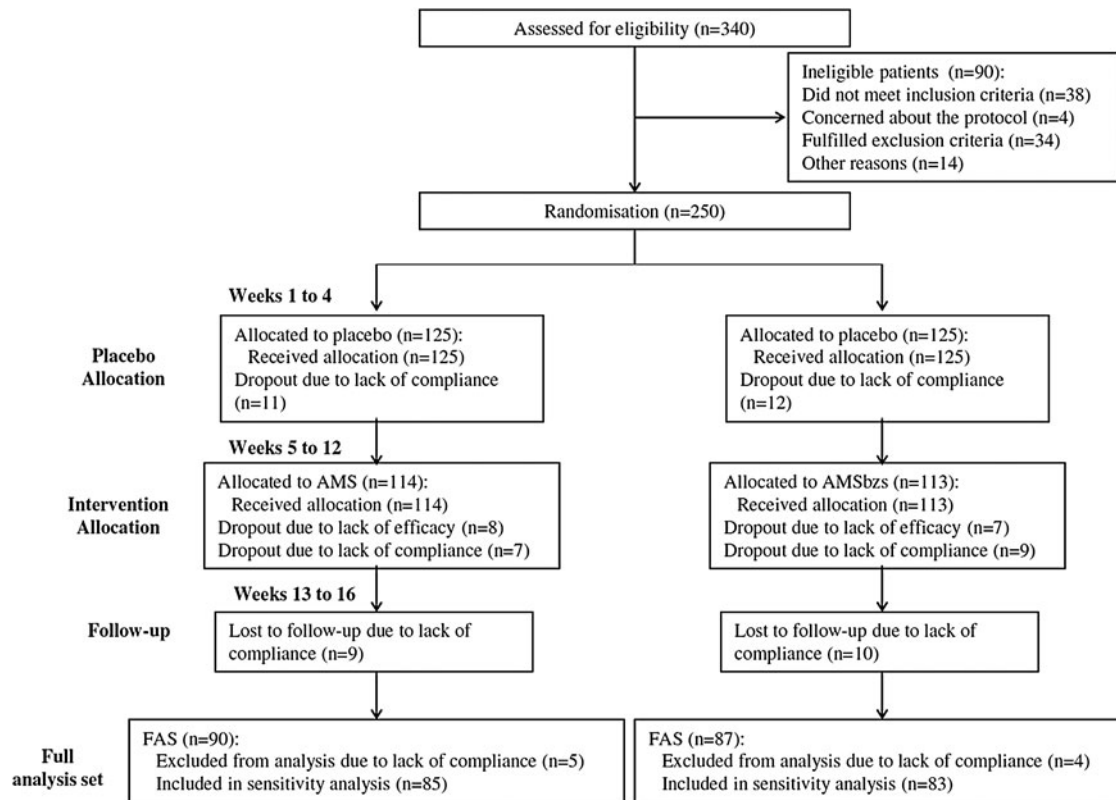 Assessed for eligibility (n=340)
Ineligible patients (n=90):
Did not meet inclusion criteria (n=38)
Concerned about the protocol (n=4)
Fulfilled exclusion criteria (n=34)
Other reasons (n=14)
Randomisation (n=250)
Weeks 1 to 4
Placebo
Allocation
Allocated to placebo (n=125):
Received allocation (n=125)
Dropout due to lack of compliance
(n=11)
Allocated to placebo (n=125):
Received allocation (n=125)
Dropout due to lack of compliance
(n=12)
Weeks 5 to 12
Intervention
Allocation
Allocated to AMS (n=114):
Received allocation (n=114)
Dropout due to lack of efficacy (n=8)
Dropout due to lack of compliance (n=7)
Allocated to AMSbzs (n=113):
Received allocation (n=113)
Dropout due to lack of efficacy (n=7)
Dropout due to lack of compliance (n=9)
Weeks 13 to 16
Follow-up
Lost to follow-up due to lack of
compliance (n=9)
Lost to follow-up due to lack of
compliance (n=10)
Full
analysis set
FAS (n=90):
Excluded from analysis due to lack of compliance (n=5)
Included in sensitivity analysis (n=85)
FAS (n=87):
Excluded from analysis due to lack of compliance (n=4)
Included in sensitivity analysis (n=83)